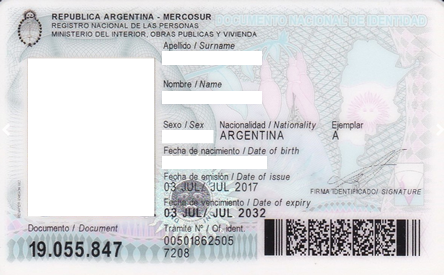 REPUBLICA ARGENTINA - MERCOSUR
DOCUMENTO NACIONAL DE IDENTIDAD
REGISTRO NACIONAL DE LAS PERSONAS
MINISTERIO DEL INTERIOR, OBRAS PUBLICAS Y VIVIENDA
Apellido / Surname
Nombre / Name
Sexo / Sex Nacionalidad / Nationality Ejemplar
ARGENTINA A
Fecha de nacimiento / Date of birth
Fecha de emisión / Date of issue
03 JUL/ JUL 2017
FIRMA IDENTIFICADO/ SIGNATURE
Fecha de vencimiento / Date of expiry
03 JUL/ JUL 2032
Documento / Document Tramite N° / Of. ident.
19.055.847 00501862505
7208